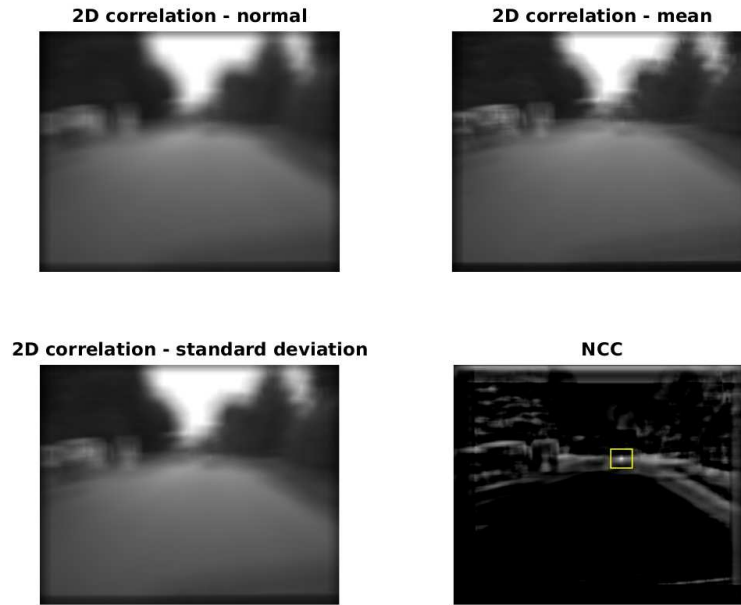 2D correlation - normal
2D correlation - mean
2D correlation - standard deviation
NCC